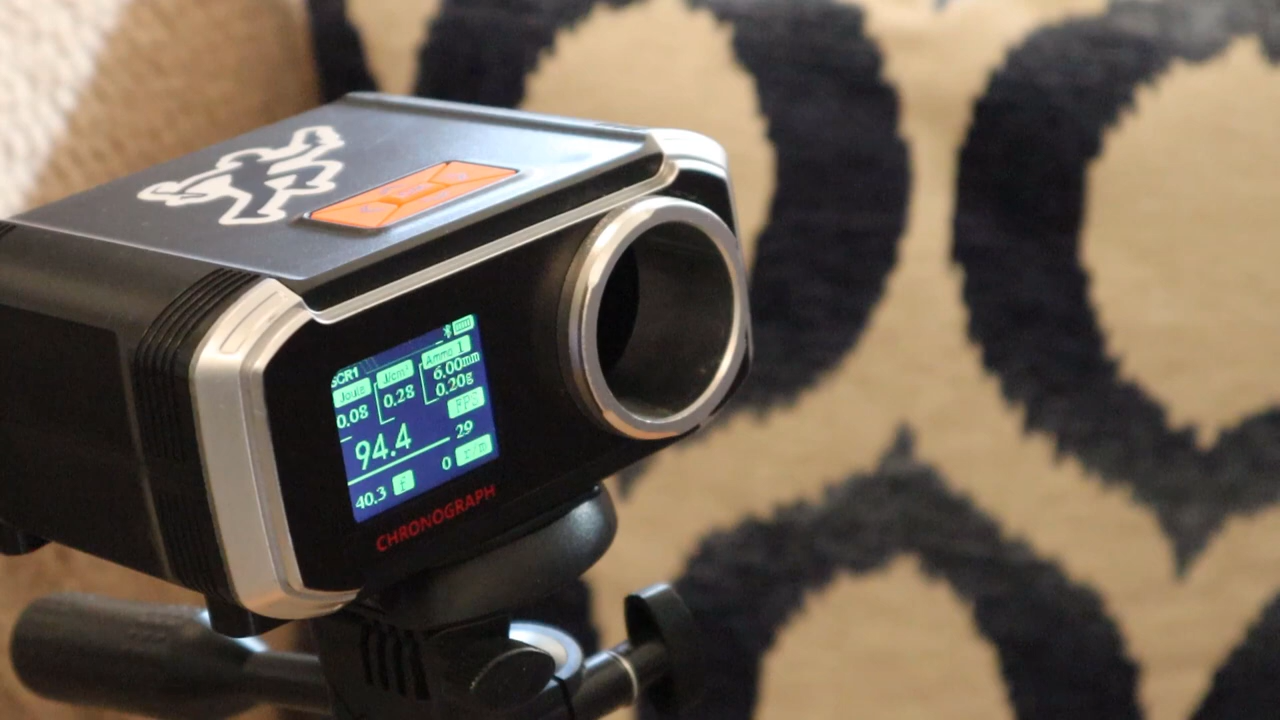 SCR1
Joule J/cm² Ammo 1
0.08 0.28 6.00mm
0.20g
94.4 FPS
29
0 r/m
40.3 f
CHRONOGRAPH